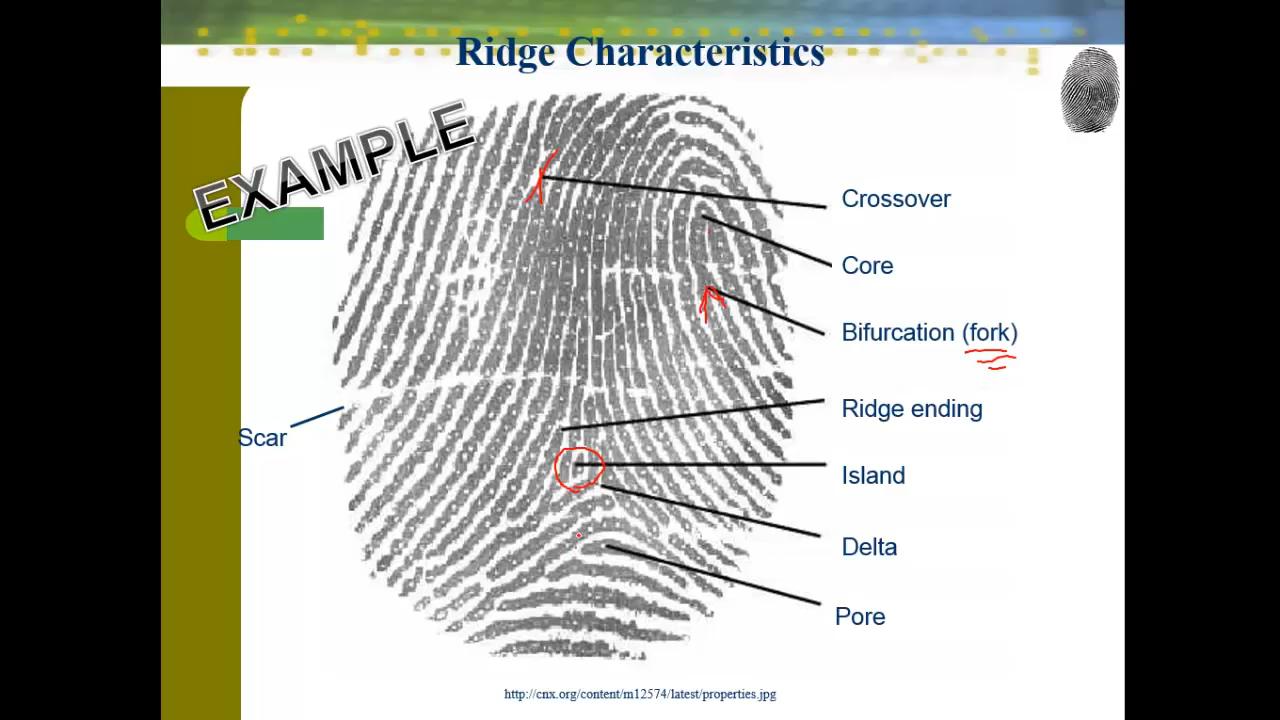 Ridge Characteristics
EXAMPLE
Crossover
Core
Bifurcation (fork)
Ridge ending
Scar
Island
Delta
Pore
http://cnx.org/content/m12574/latest/properties.jpg